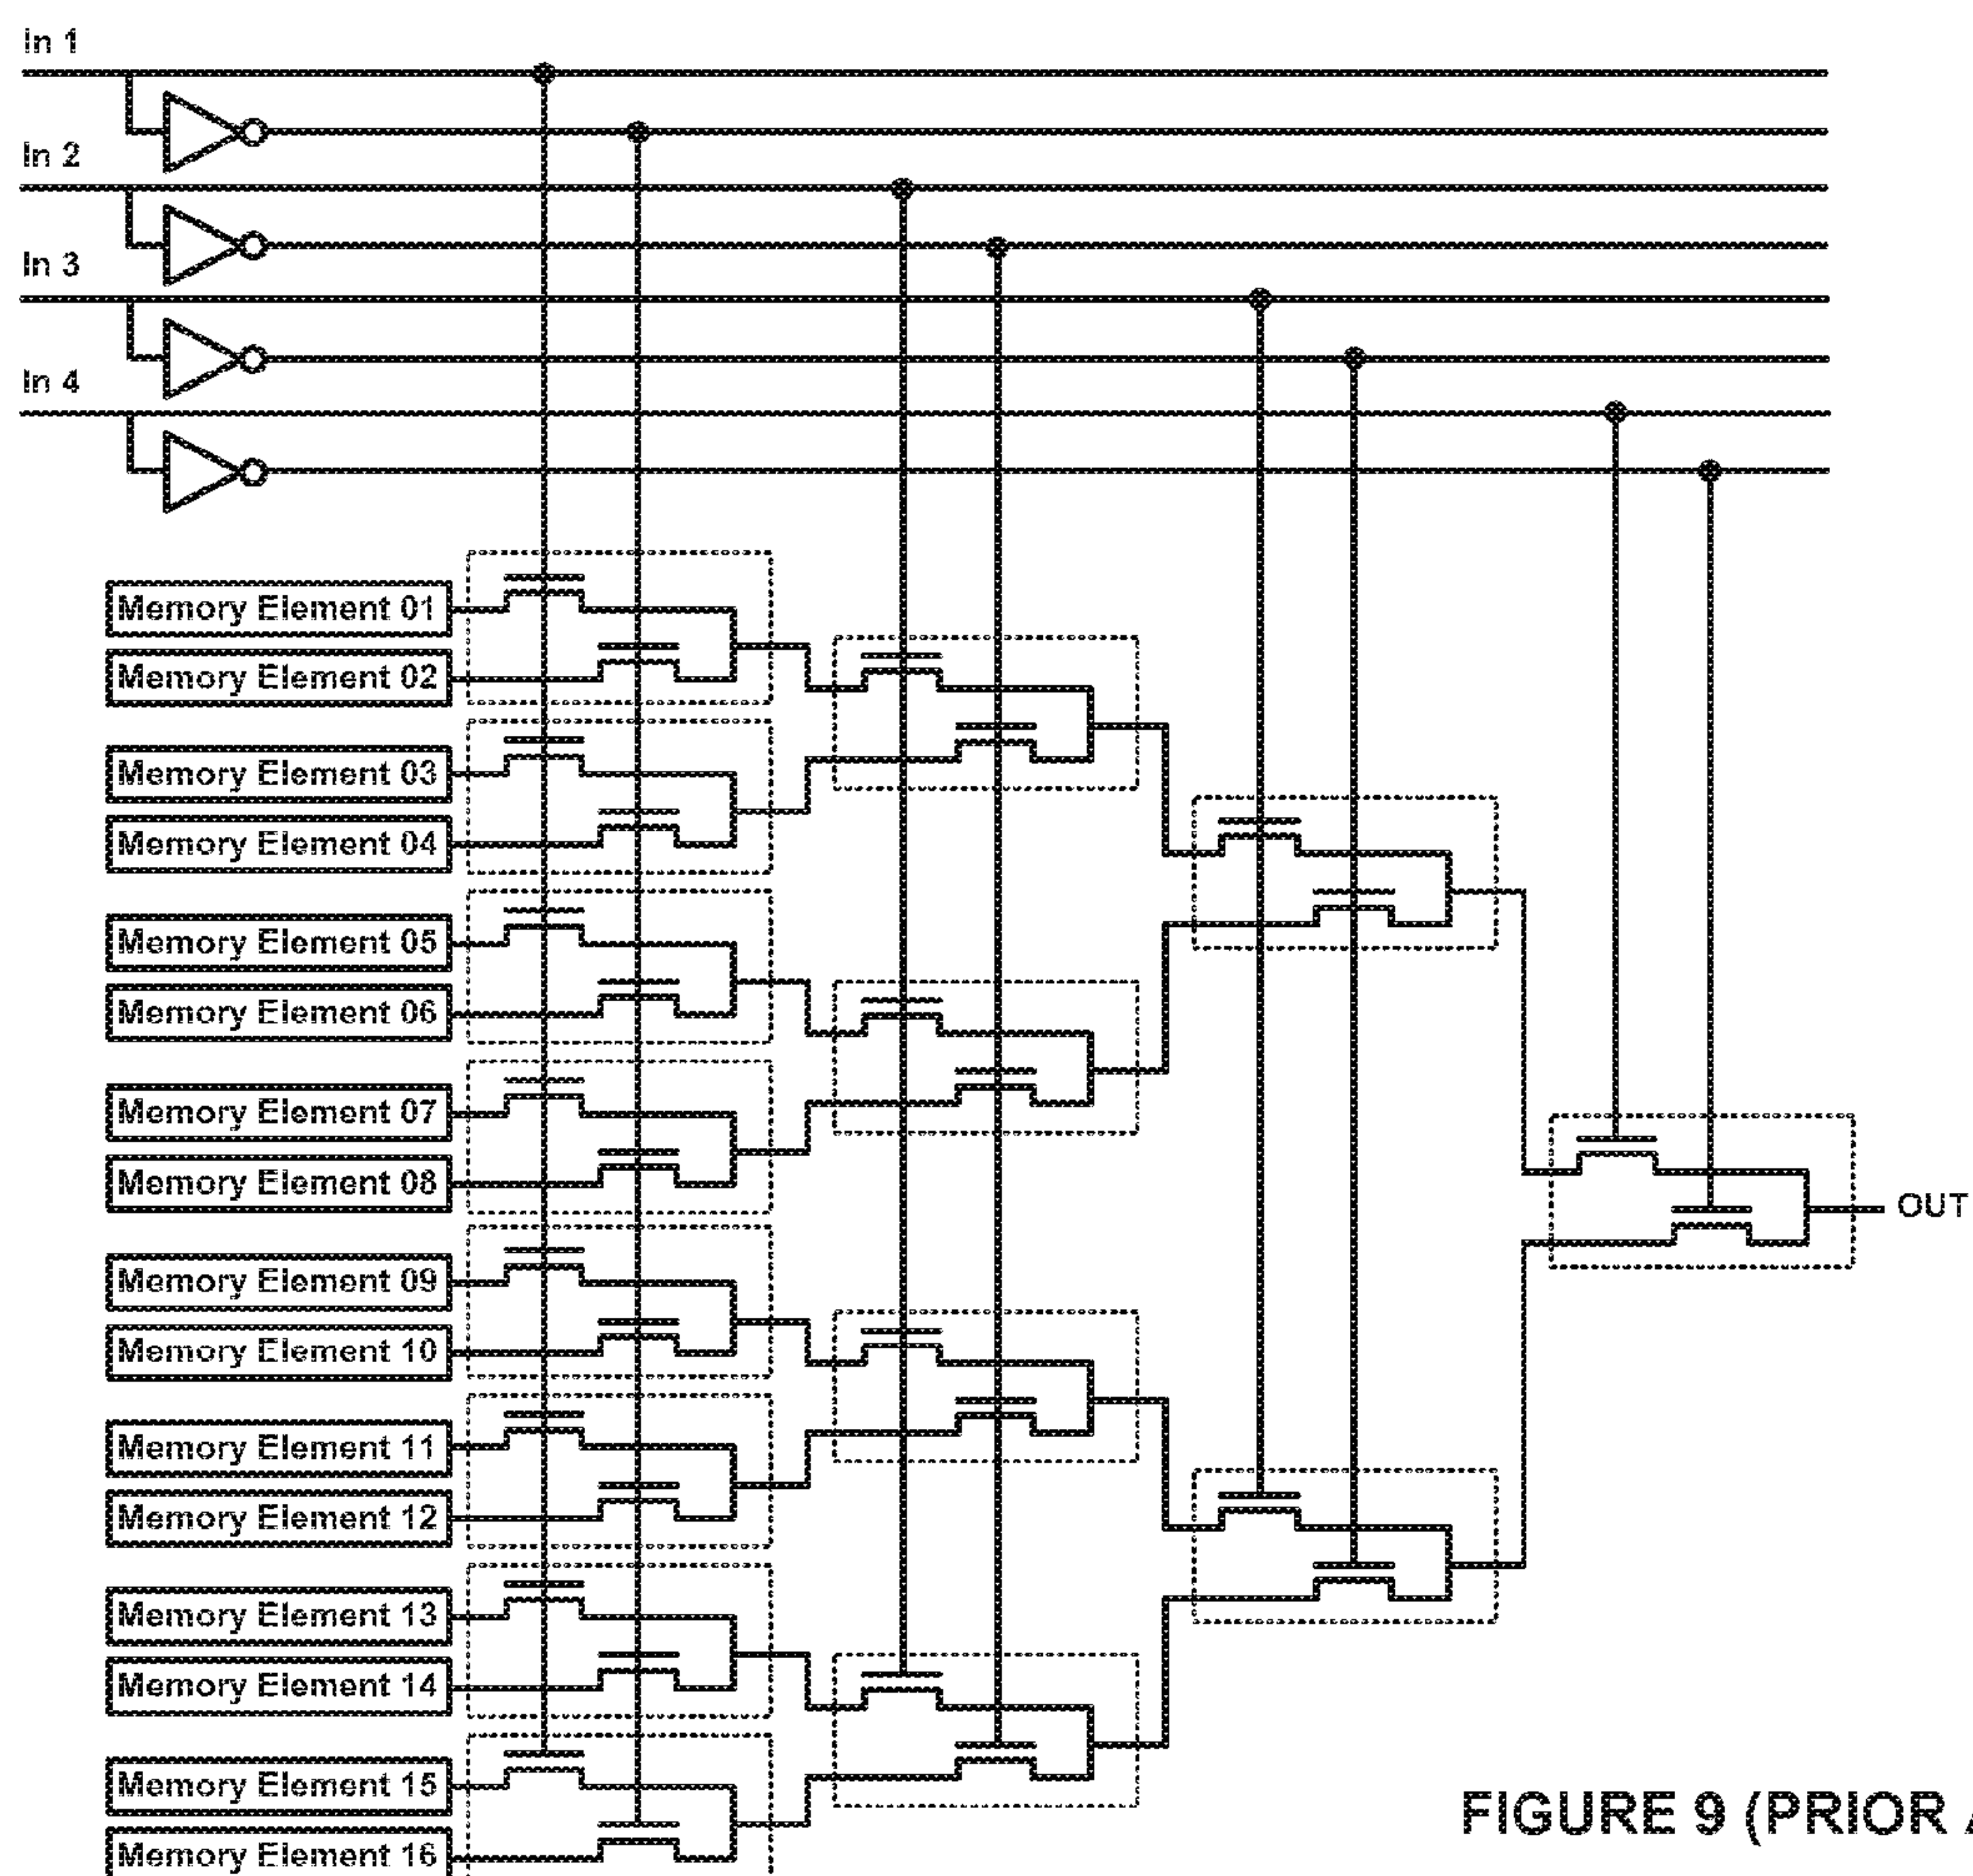 In 1
In 2
In 3
In 4
Memory Element 01
Memory Element 02
Memory Element 03
Memory Element 04
Memory Element 05
Memory Element 06
Memory Element 07
Memory Element 08
OUT
Memory Element 09
Memory Element 10
Memory Element 11
Memory Element 12
Memory Element 13
Memory Element 14
Memory Element 15
Memory Element 16
FIGURE 9 (PRIOR